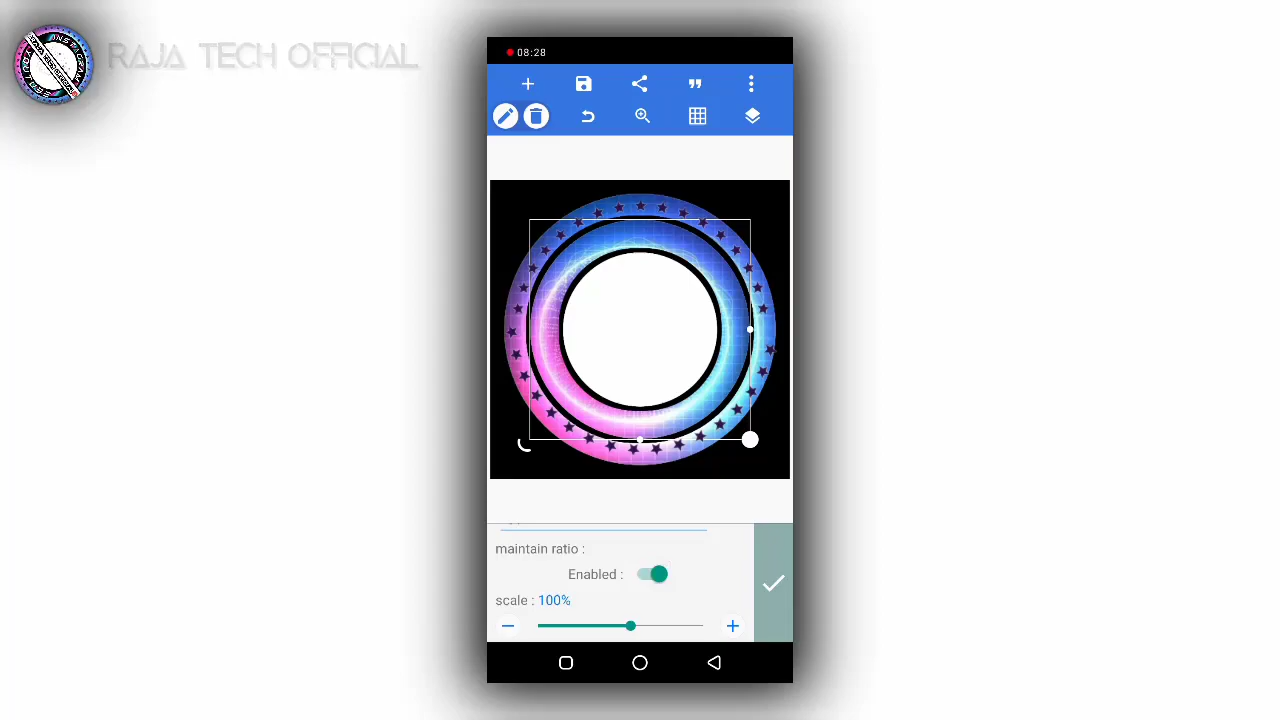 RAJA TECH OFFICIAL
08:28
maintain ratio :
Enabled :
scale : 100%